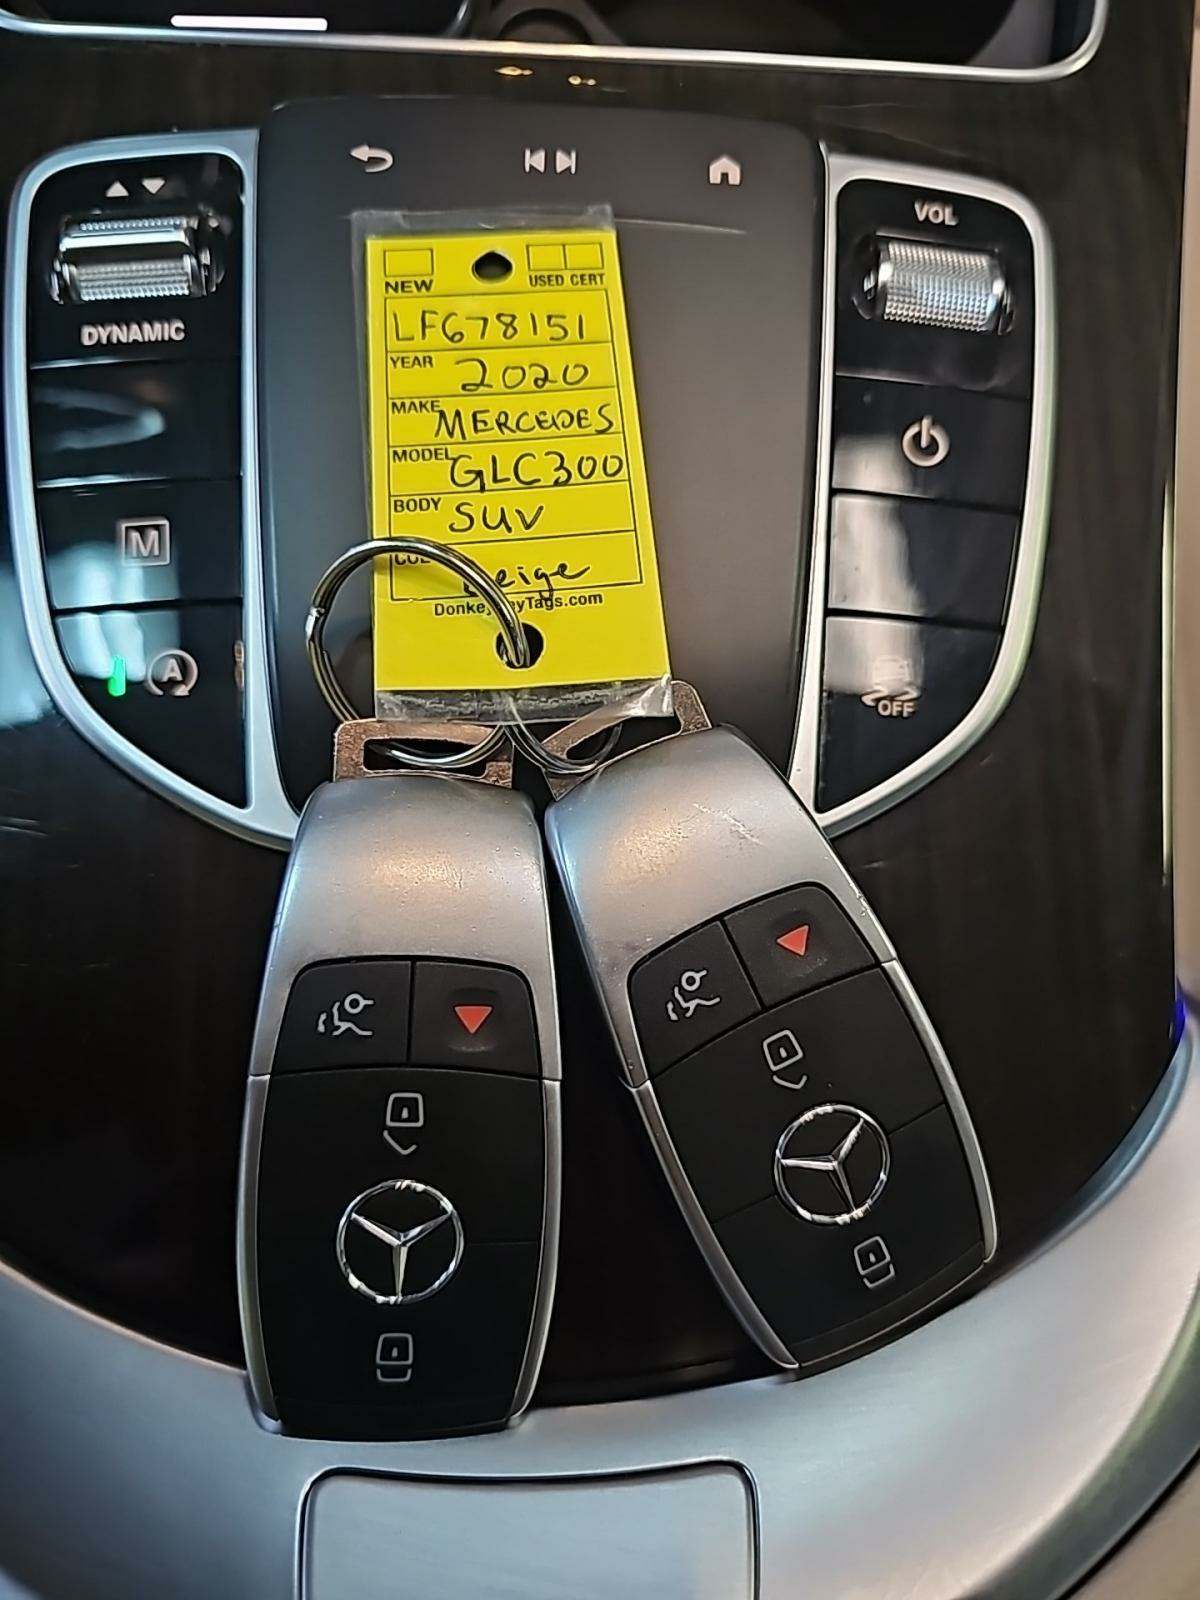 VOL
DYNAMIC
NEW
USED CERT
LF678151
YEAR 2020
MAKE MERCEDES
MODEL GLC300
BODY SUV
M
A
OFF